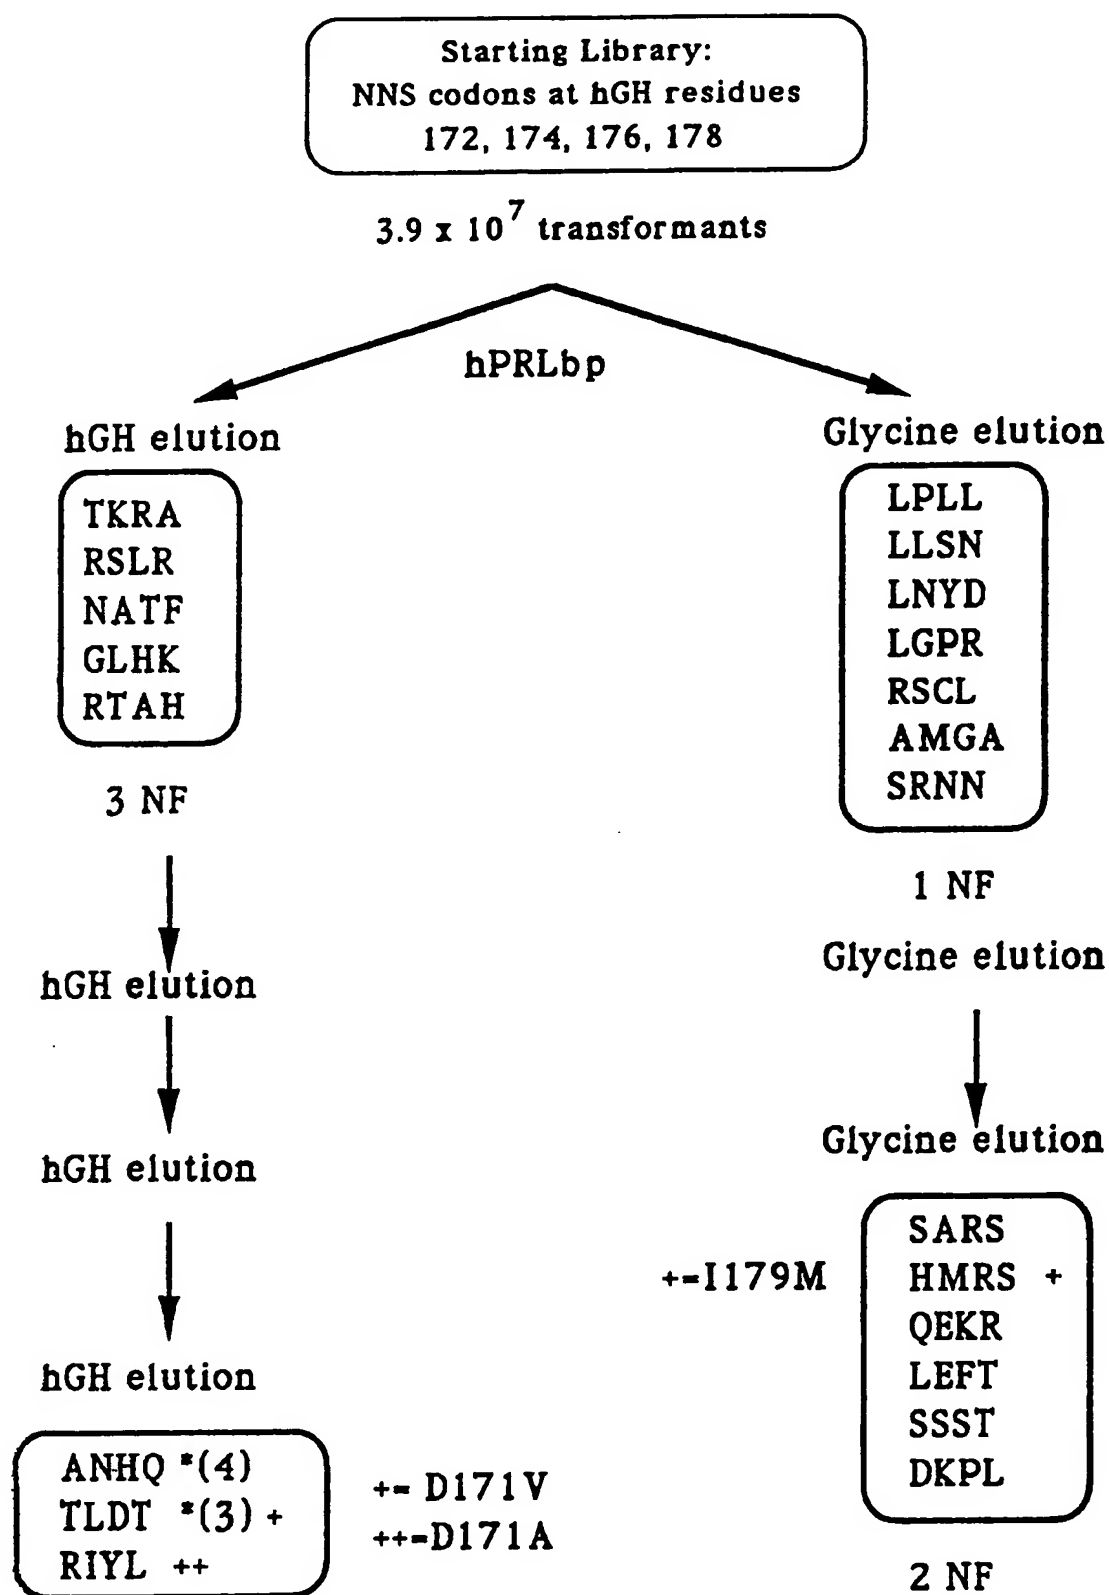 Starting Library:
NNS codons at hGH residues
172, 174, 176, 178
3.9 x 10^7 transformants
hPRLbp
hGH elution
TKRA
RSLR
NATF
GLHK
RTAH
3 NF
hGH elution
hGH elution
hGH elution
ANHQ *(4)
TLDT *(3) +
RIYL ++
+= D171V
++=D171A
Glycine elution
LPLL
LLSN
LNYD
LGPR
RSCL
AMGA
SRNN
1 NF
Glycine elution
Glycine elution
+=I179M
SARS
HMRS +
QEKR
LEFT
SSST
DKPL
2 NF